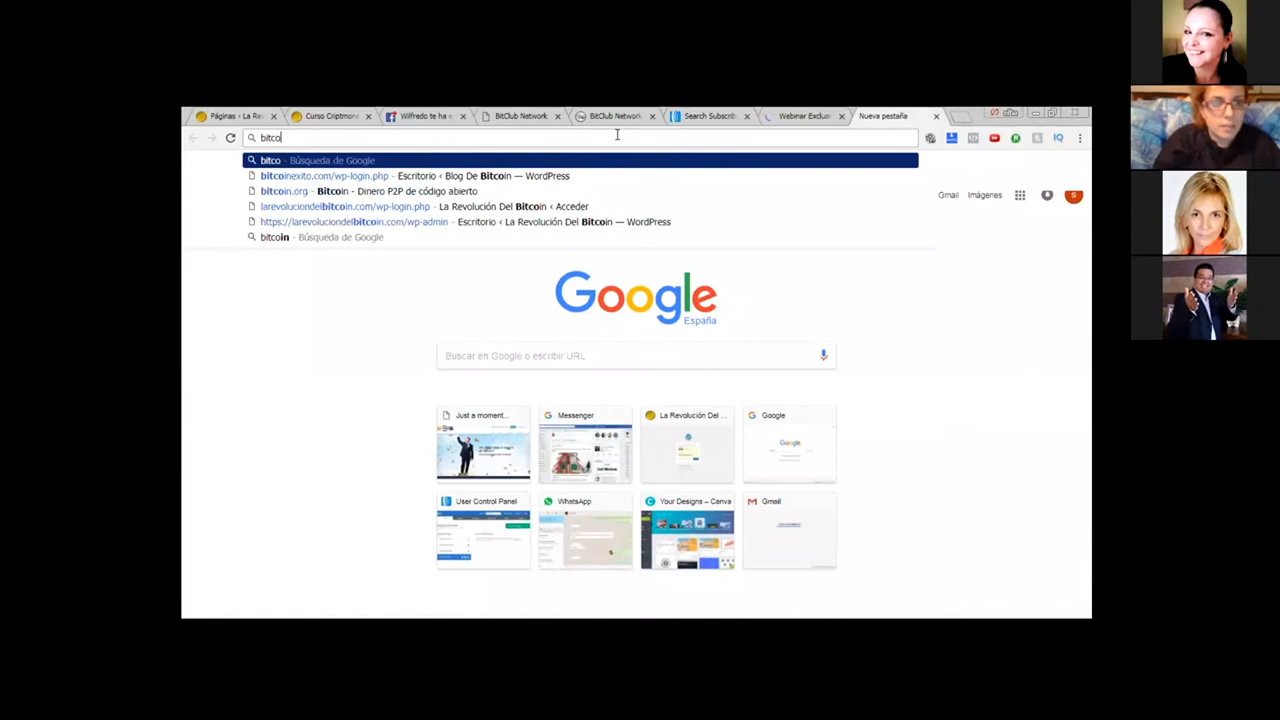 Páginas ‹ La Re
Curso Criptmon
Wilfredo te ha e
BitClub Network
BitClub Network
Search Subscrib
Webinar Exclus
Nueva pestaña
bitco
bitco - Búsqueda de Google
bitcoinexito.com/wp-login.php - Escritorio ‹ Blog De Bitcoin — WordPress
bitcoin.org - Bitcoin - Dinero P2P de código abierto
larevoluciondelbitcoin.com/wp-login.php - La Revolución Del Bitcoin ‹ Acceder
https://larevoluciondelbitcoin.com/wp-admin - Escritorio ‹ La Revolución Del Bitcoin — WordPress
bitcoin - Búsqueda de Google
Gmail Imágenes
S
Google
España
Buscar en Google o escribir URL
Just a moment...
Messenger
La Revolución Del ...
Google
User Control Panel
WhatsApp
Your Designs – Canva
Gmail